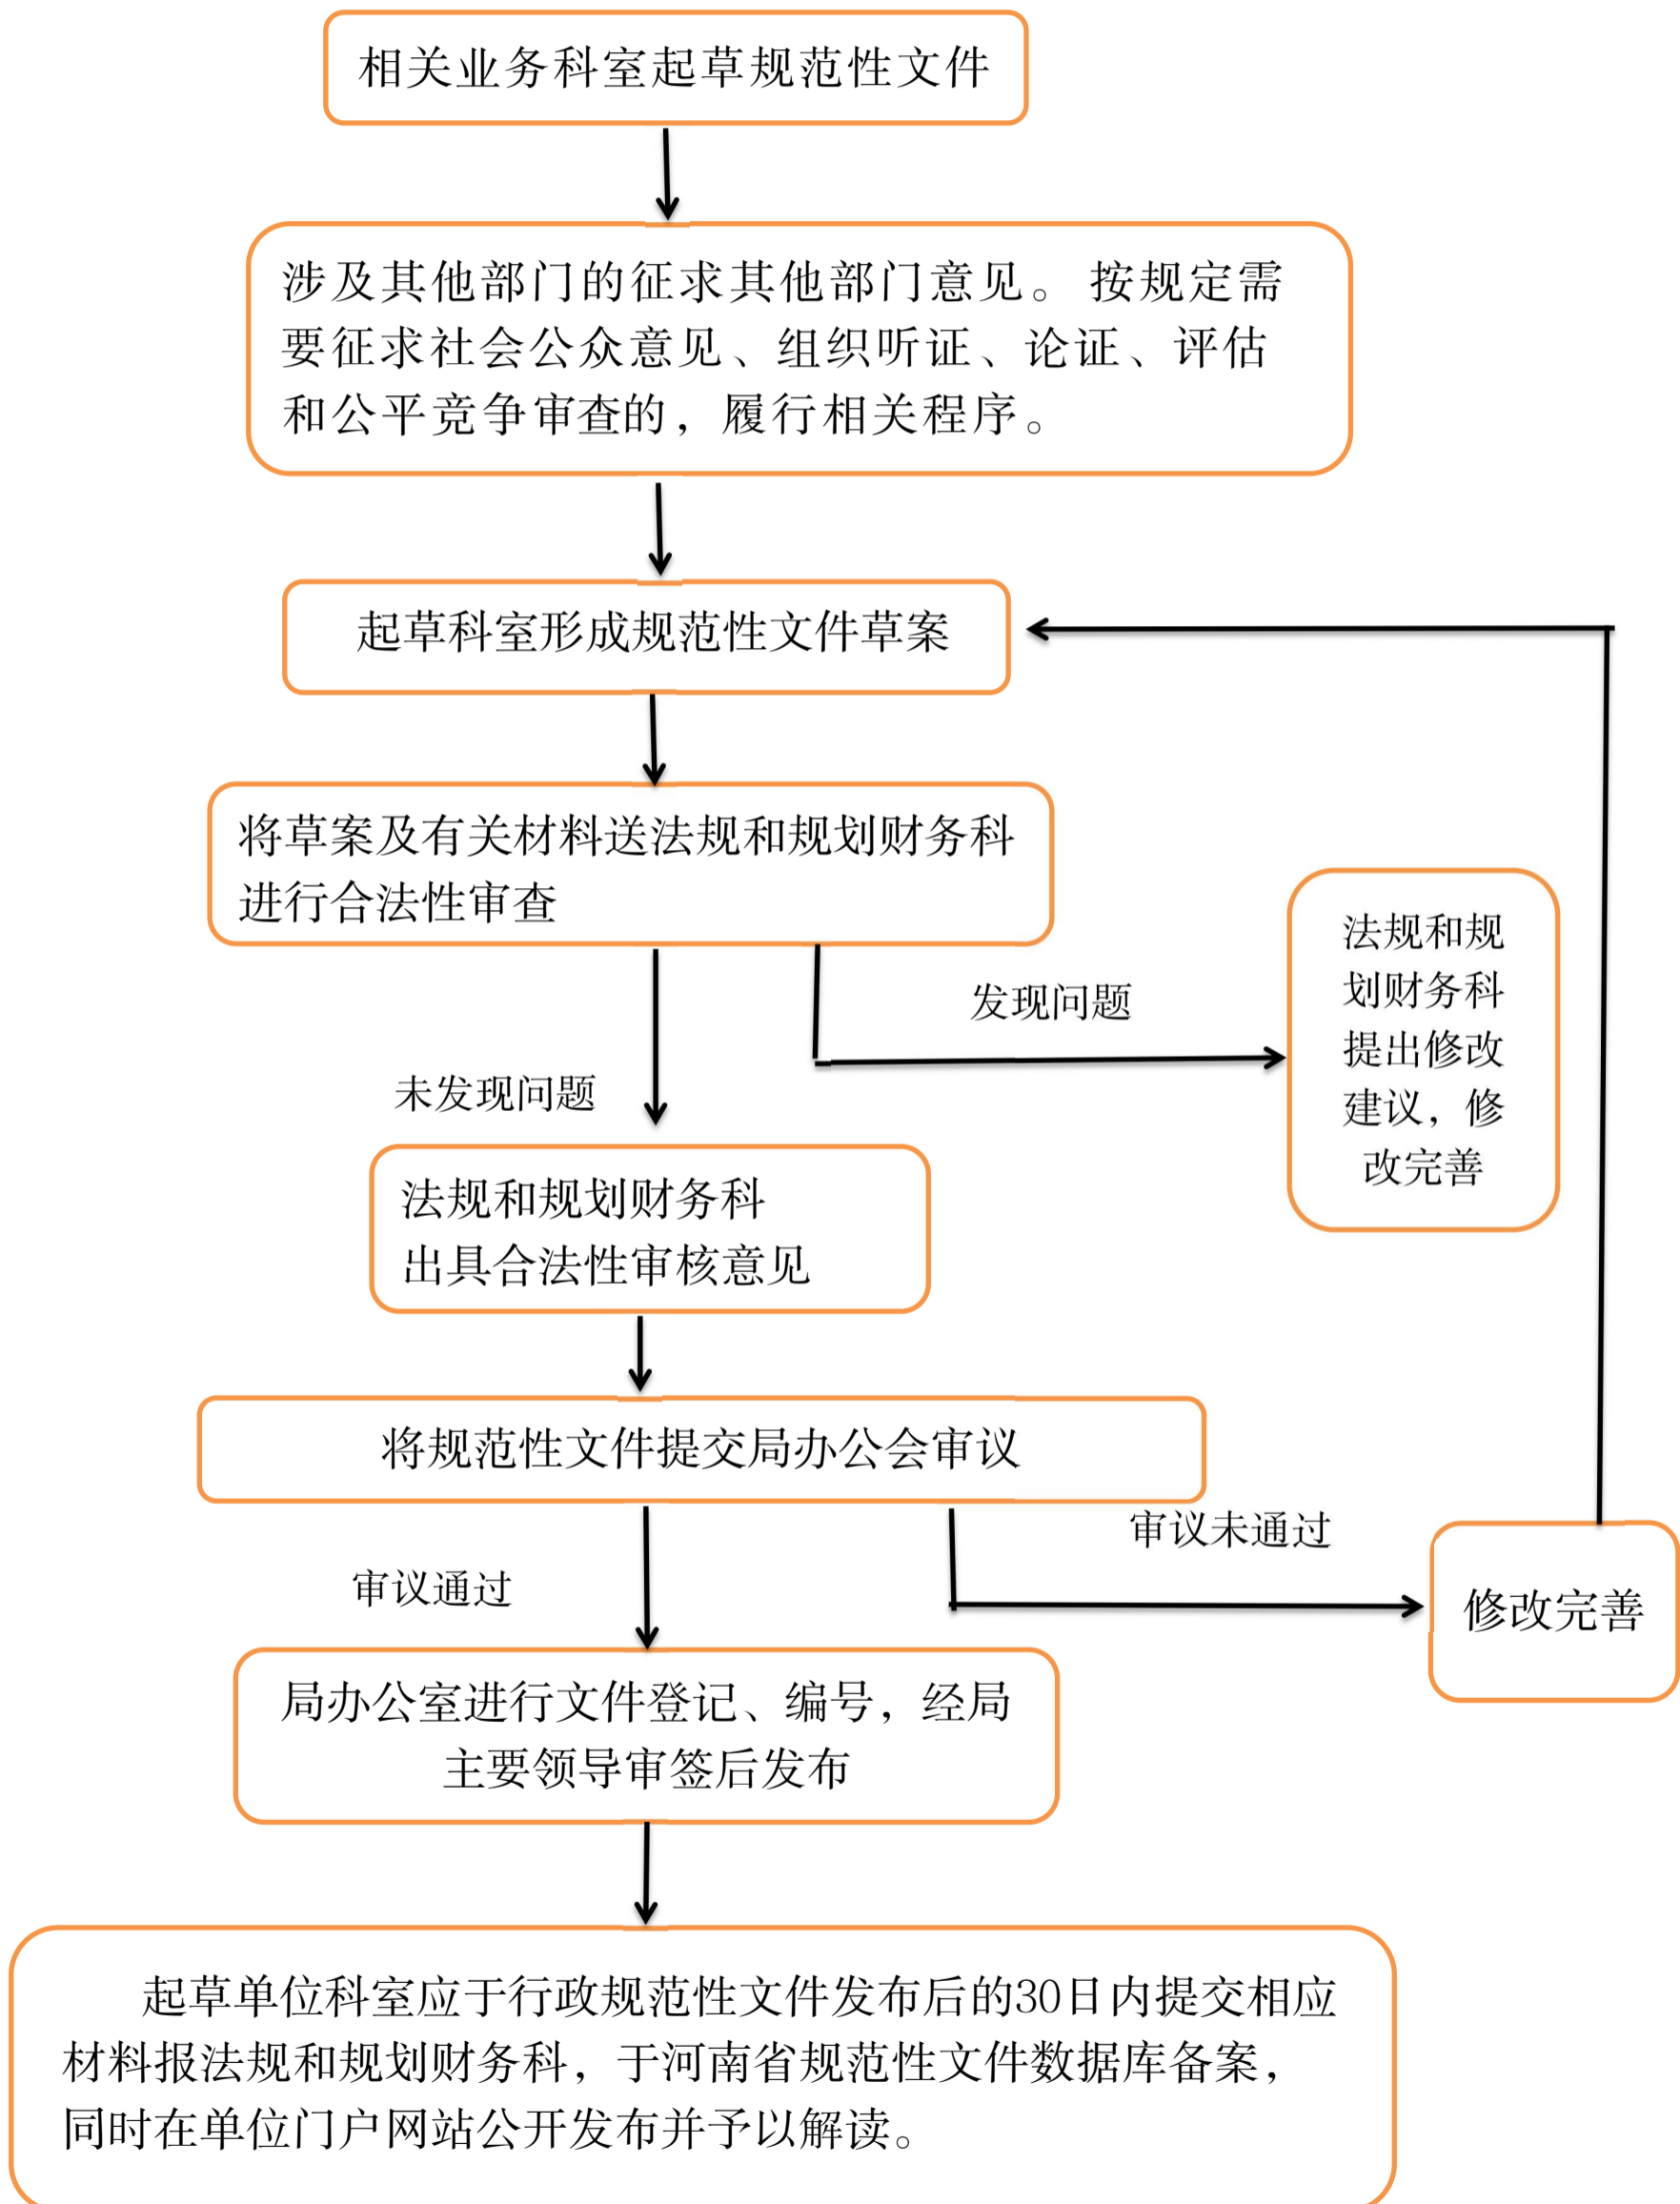 相关业务科室起草规范性文件
涉及其他部门的征求其他部门意见。 按规定需
要征求社会公众意见、组织听证、论证、评估
和公平竞争审查的，履行相关程序。
起草科室形成规范性文件草案
将草案及有关材料送法规和规划财务科
进行合法性审查
发现问题
法规和规
划财务科
提出修改
建议，修
改完善
未发现问题
法规和规划财务科
出具合法性审核意见
将规范性文件提交局办公会审议
审议未通过
审议通过
修改完善
局办公室进行文件登记、编号，经局
主要领导审签后发布
起草单位科室应于行政规范性文件发布后的30日内提交相应
材料报法规和规划财务科，于河南省规范性文件数据库备案，
同时在单位门户网站公开发布并予以解读。